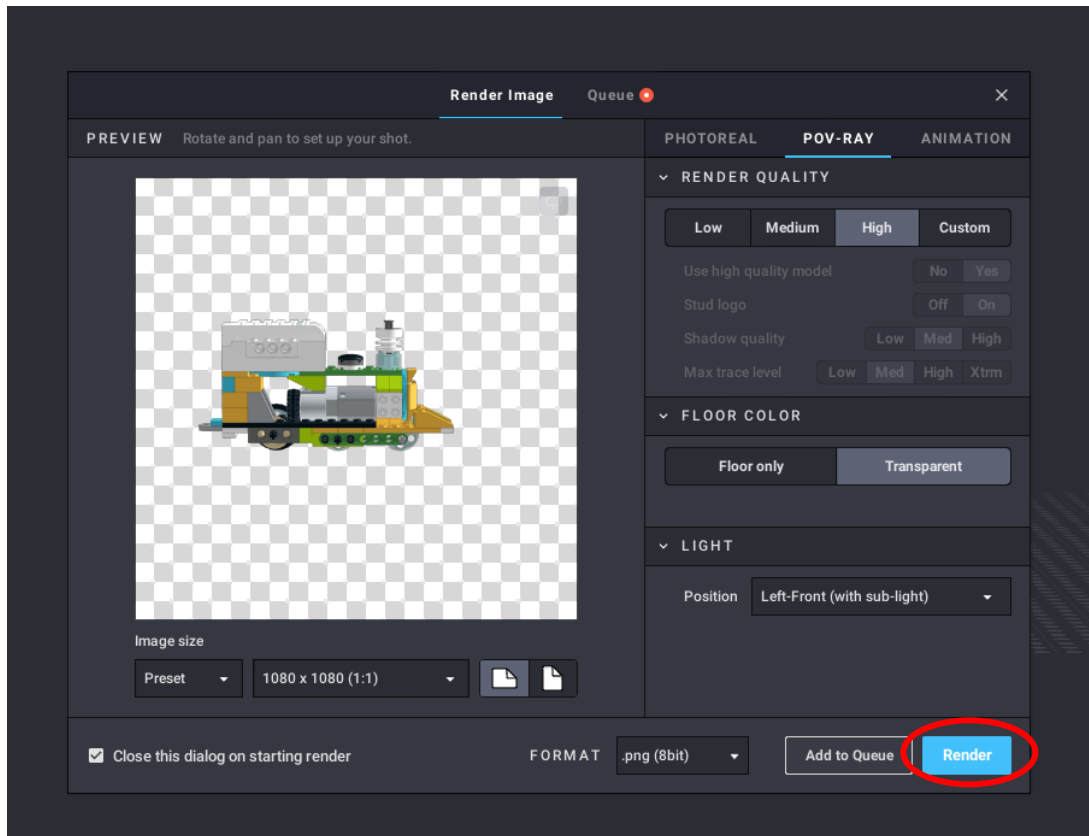 Render Image Queue
PREVIEW Rotate and pan to set up your shot.
PHOTOREAL POV-RAY ANIMATION
RENDER QUALITY
Low Medium High Custom
Use high quality model No Yes
Stud logo Off On
Shadow quality Low Med High
Max trace level Low Med High Xtrm
FLOOR COLOR
Floor only Transparent
LIGHT
Position Left-Front (with sub-light)
Image size
Preset 1080 x 1080 (1:1)
Close this dialog on starting render
FORMAT .png (8bit) Add to Queue Render